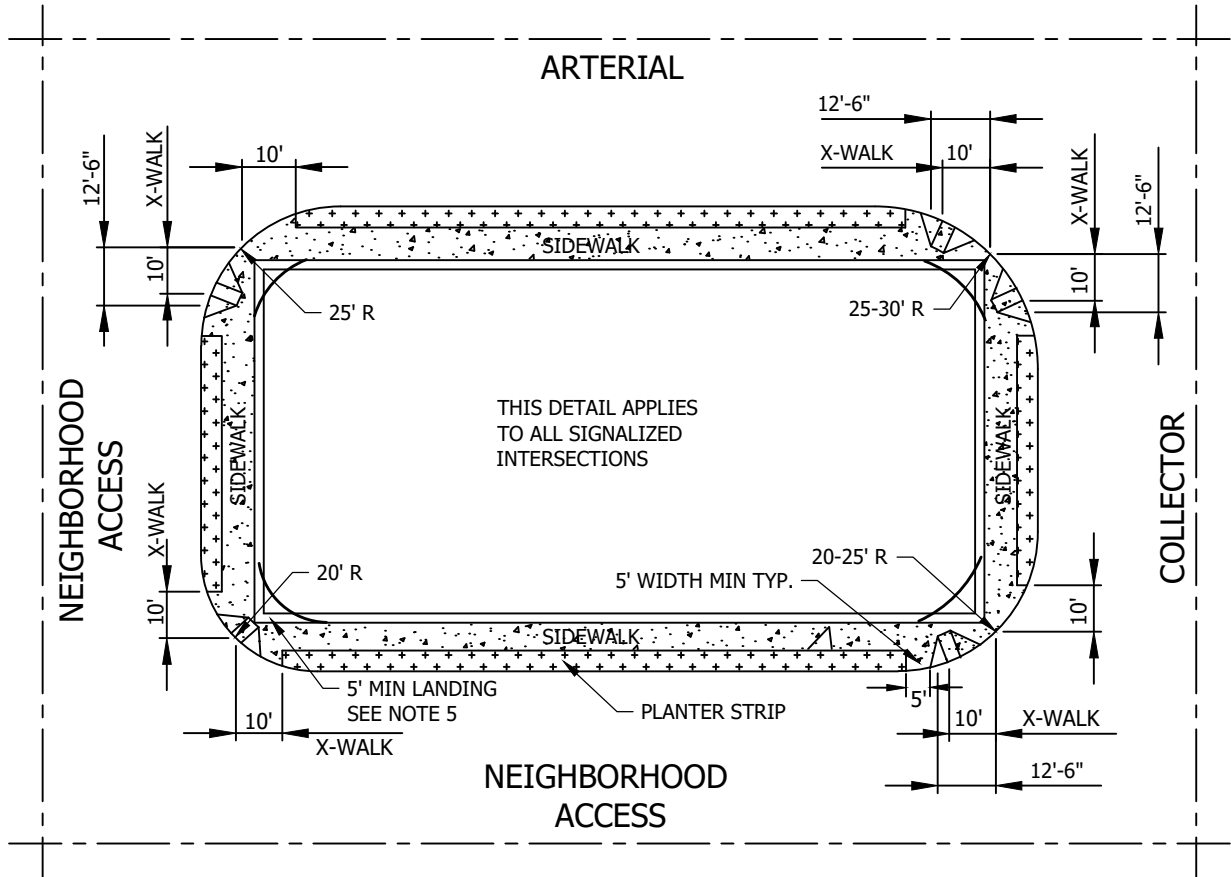 ARTERIAL
12'-6"
X-WALK
10'
X-WALK
12'-6"
10'
12'-6"
X-WALK
10'
10'
10'
SIDEWALK
25' R
25-30' R
THIS DETAIL APPLIES
TO ALL SIGNALIZED
INTERSECTIONS
NEIGHBORHOOD
ACCESS
SIDEWALK
SIDEWALK
COLLECTOR
X-WALK
10'
20' R
20-25' R
5' WIDTH MIN TYP.
10'
SIDEWALK
5' MIN LANDING
SEE NOTE 5
PLANTER STRIP
5'
10'
X-WALK
10'
X-WALK
12'-6"
NEIGHBORHOOD
ACCESS